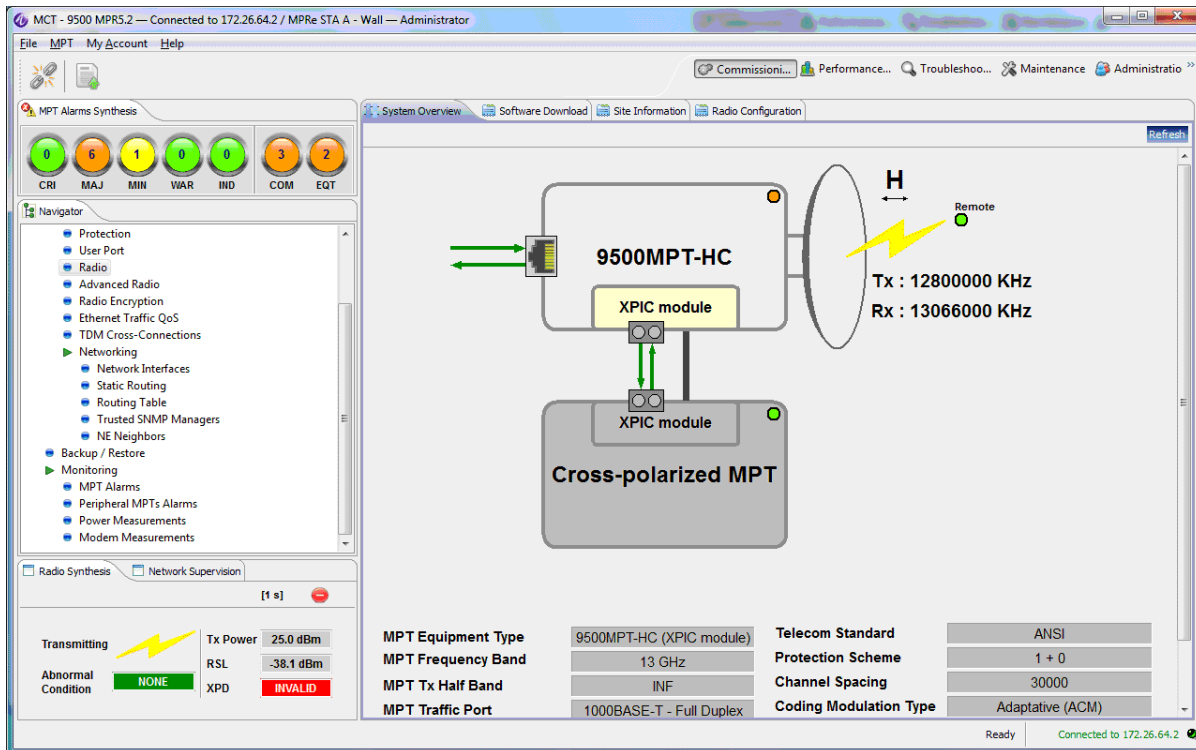 MCT - 9500 MPR5.2 — Connected to 172.26.64.2 / MPRe STA A - Wall — Administrator
File MPT My Account Help
Commissioni... Performance... Troubleshoo... Maintenance Administratio »
MPT Alarms Synthesis
0 6 1 0 0 3 2
CRI MAJ MIN WAR IND COM EQT
Navigator
Protection
User Port
Radio
Advanced Radio
Radio Encryption
Ethernet Traffic QoS
TDM Cross-Connections
Networking
Network Interfaces
Static Routing
Routing Table
Trusted SNMP Managers
NE Neighbors
Backup / Restore
Monitoring
MPT Alarms
Peripheral MPTs Alarms
Power Measurements
Modem Measurements
Radio Synthesis Network Supervision
[1 s]
Transmitting
Tx Power 25.0 dBm
RSL -38.1 dBm
Abnormal
Condition
NONE
XPD INVALID
System Overview Software Download Site Information Radio Configuration
Refresh
H
Remote
9500MPT-HC
Tx : 12800000 KHz
Rx : 13066000 KHz
XPIC module
XPIC module
Cross-polarized MPT
MPT Equipment Type 9500MPT-HC (XPIC module)
MPT Frequency Band 13 GHz
MPT Tx Half Band INF
MPT Traffic Port 1000BASE-T - Full Duplex
Telecom Standard ANSI
Protection Scheme 1 + 0
Channel Spacing 30000
Coding Modulation Type Adaptative (ACM)
Ready Connected to 172.26.64.2